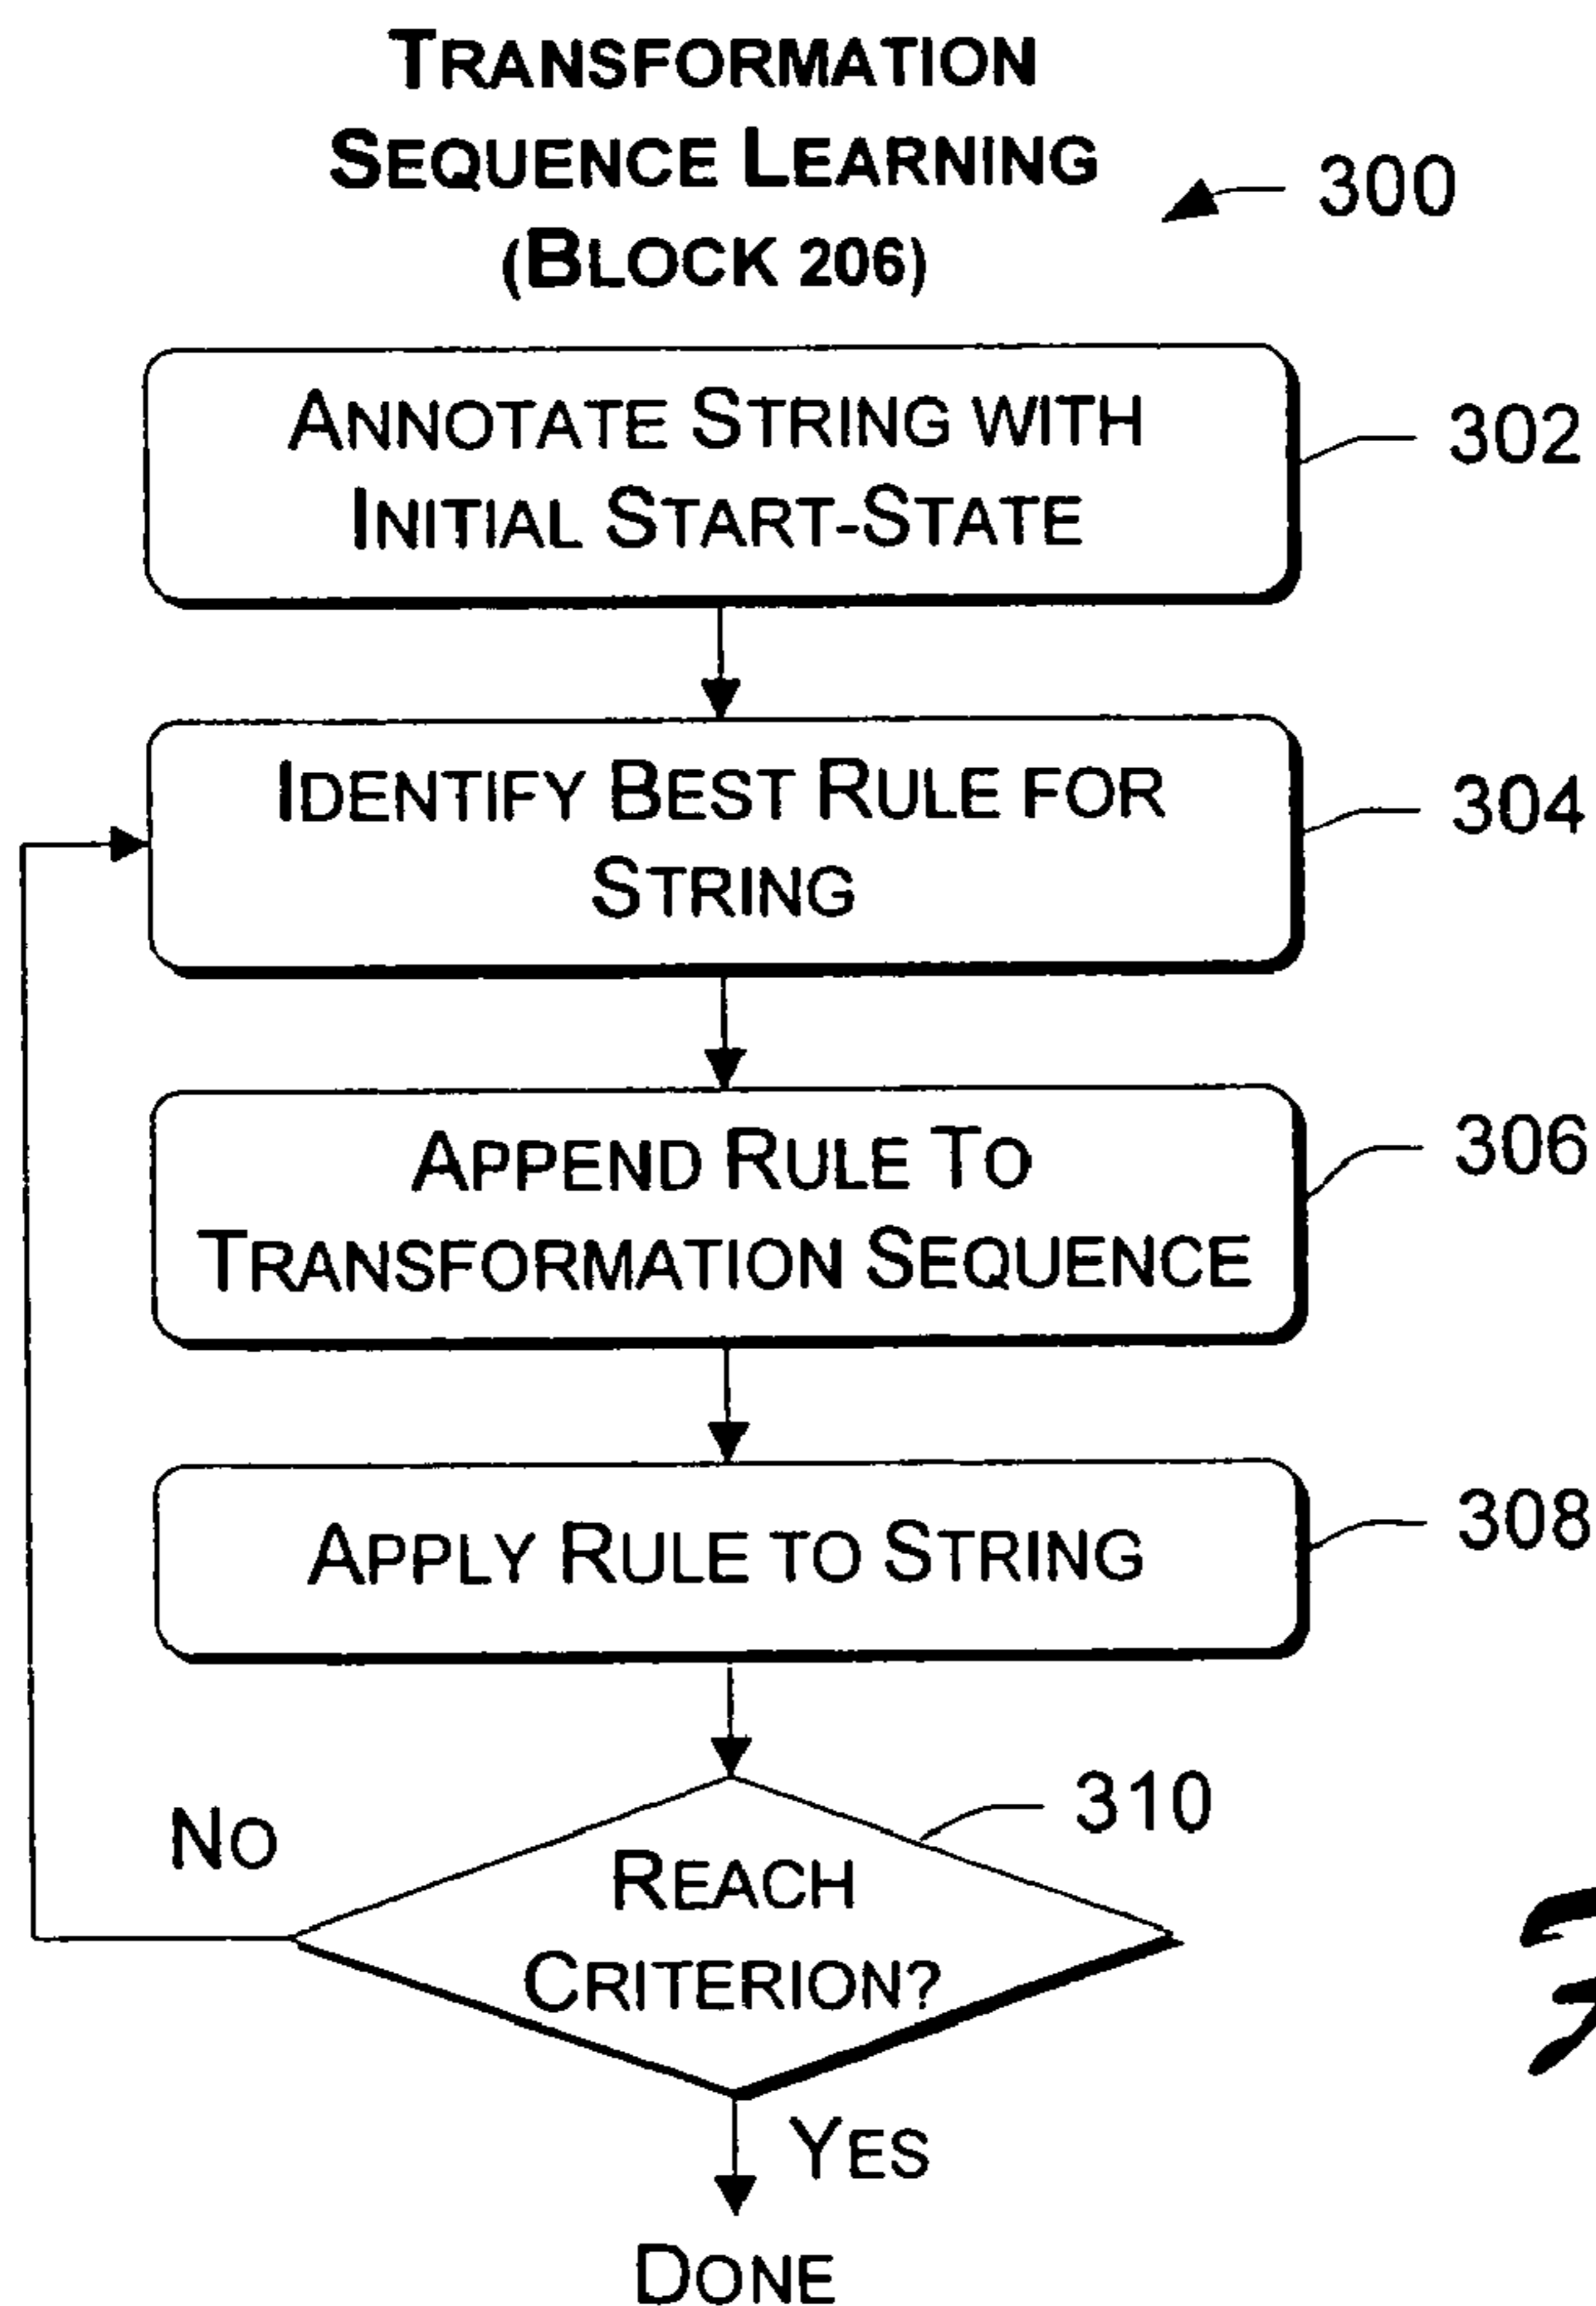 TRANSFORMATION
SEQUENCE LEARNING
(BLOCK 206)
300
ANNOTATE STRING WITH
INITIAL START-STATE
302
IDENTIFY BEST RULE FOR
STRING
304
APPEND RULE TO
TRANSFORMATION SEQUENCE
306
APPLY RULE TO STRING
308
310
NO
REACH
CRITERION?
YES
DONE